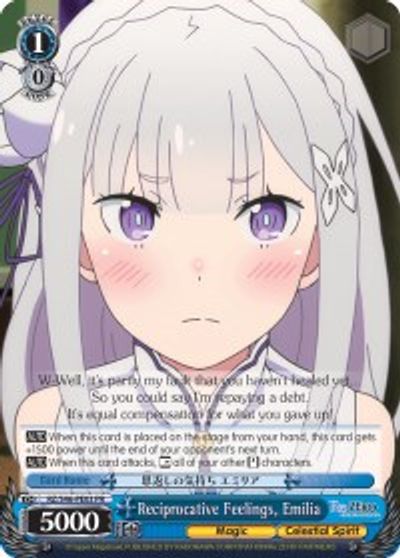 1
0
W-Well, it's partly my fault that you haven't healed yet.
So you could say I'm repaying a debt.
It's equal compensation for what you gave up!
AUTO When this card is placed on the stage from your hand, this card gets
+1500 power until the end of your opponent's next turn.
AUTO When this card attacks, all of your other characters.
Card Name 恩返しの気持ち エミリア
Reciprocative Feelings, Emilia
5000
Magic
Celestial Spirit